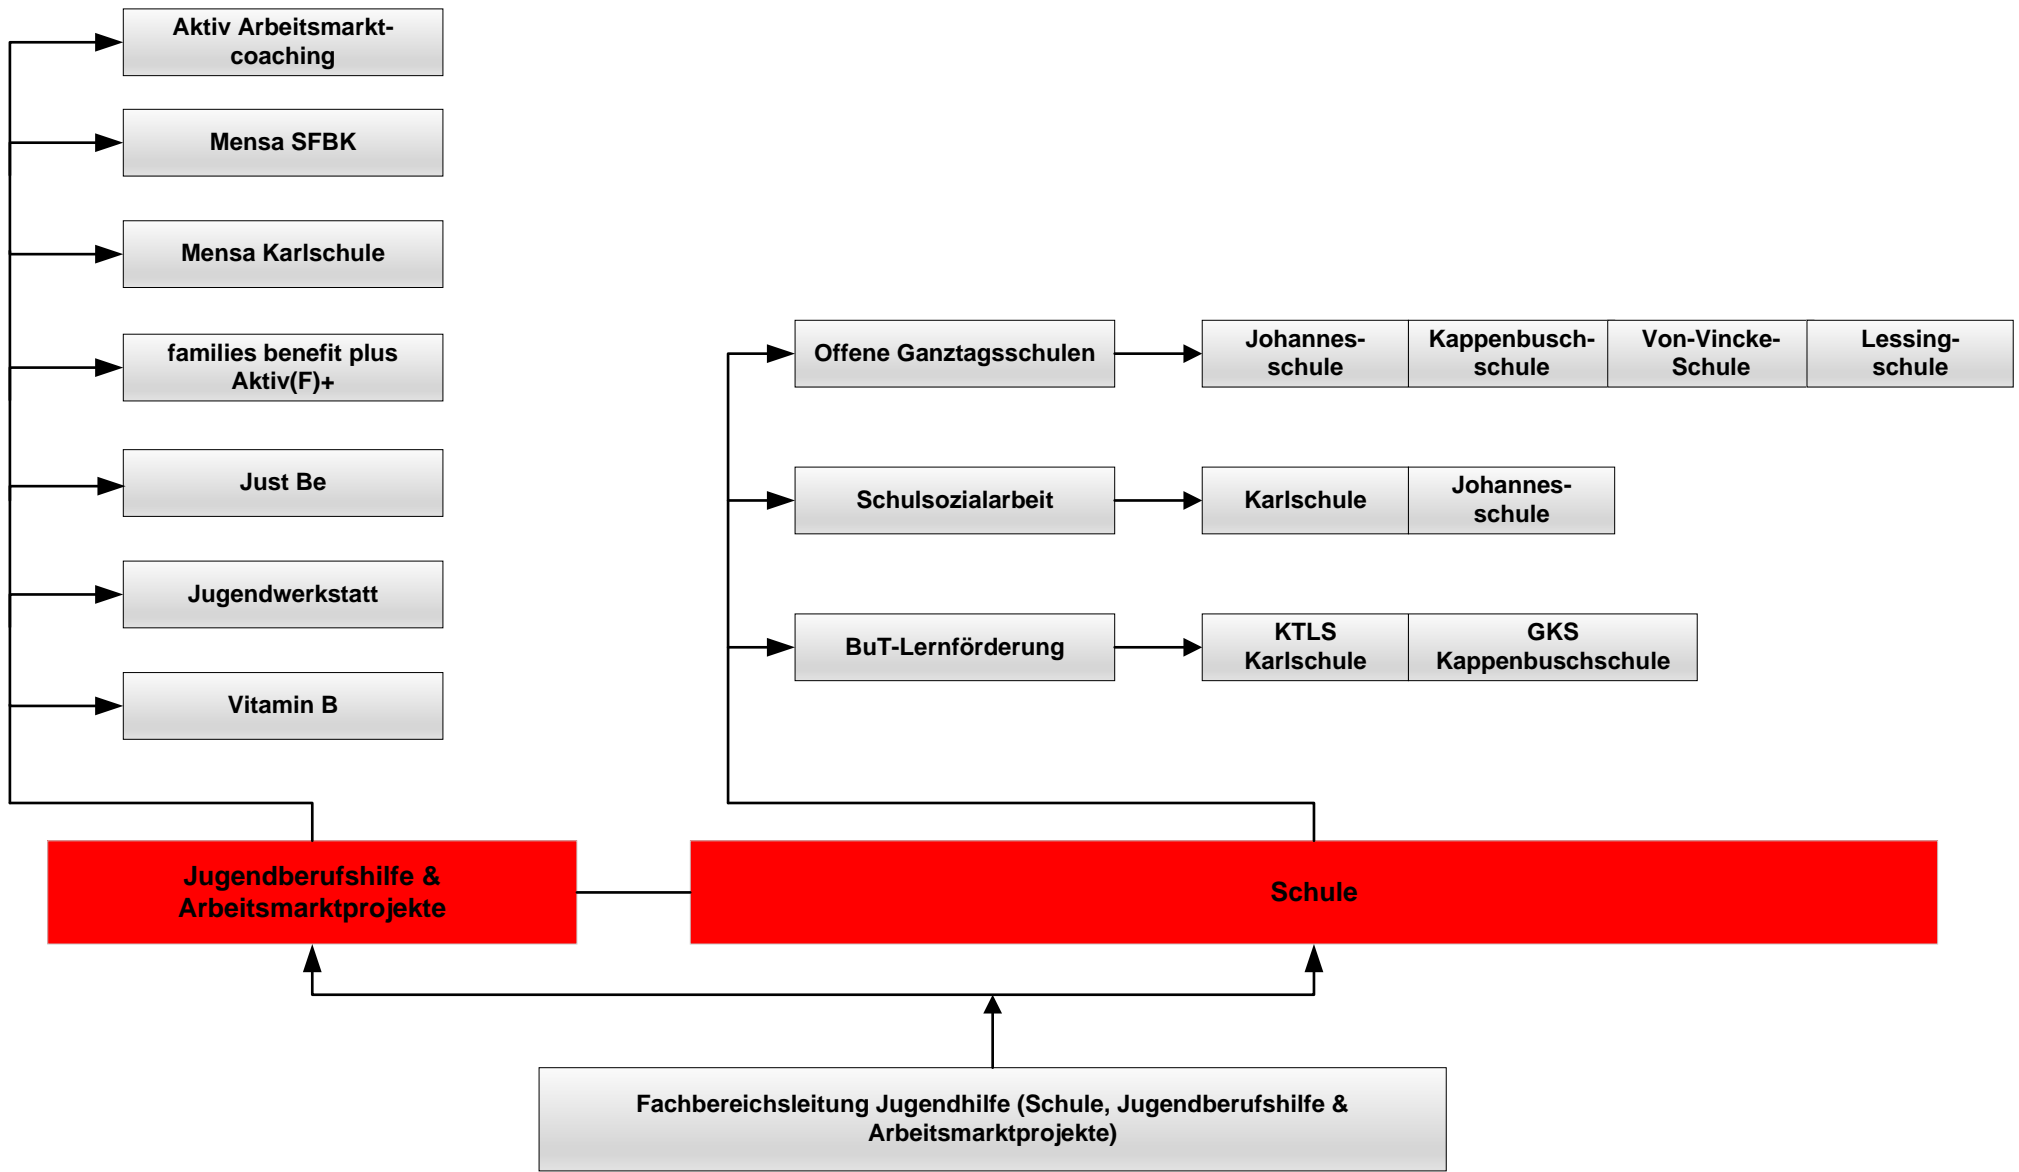 Aktiv Arbeitsmarkt-
coaching
Mensa SFBK
Mensa Karlschule
families benefit plus
Aktiv(F)+
Just Be
Jugendwerkstatt
Vitamin B
Offene Ganztagsschulen
Johannes-
schule
Kappenbusch-
schule
Von-Vincke-
Schule
Lessing-
schule
Schulsozialarbeit
Karlschule
Johannes-
schule
BuT-Lernförderung
KTLS
Karlschule
GKS
Kappenbuschschule
Jugendberufshilfe &
Arbeitsmarktprojekte
Schule
Fachbereichsleitung Jugendhilfe (Schule, Jugendberufshilfe &
Arbeitsmarktprojekte)